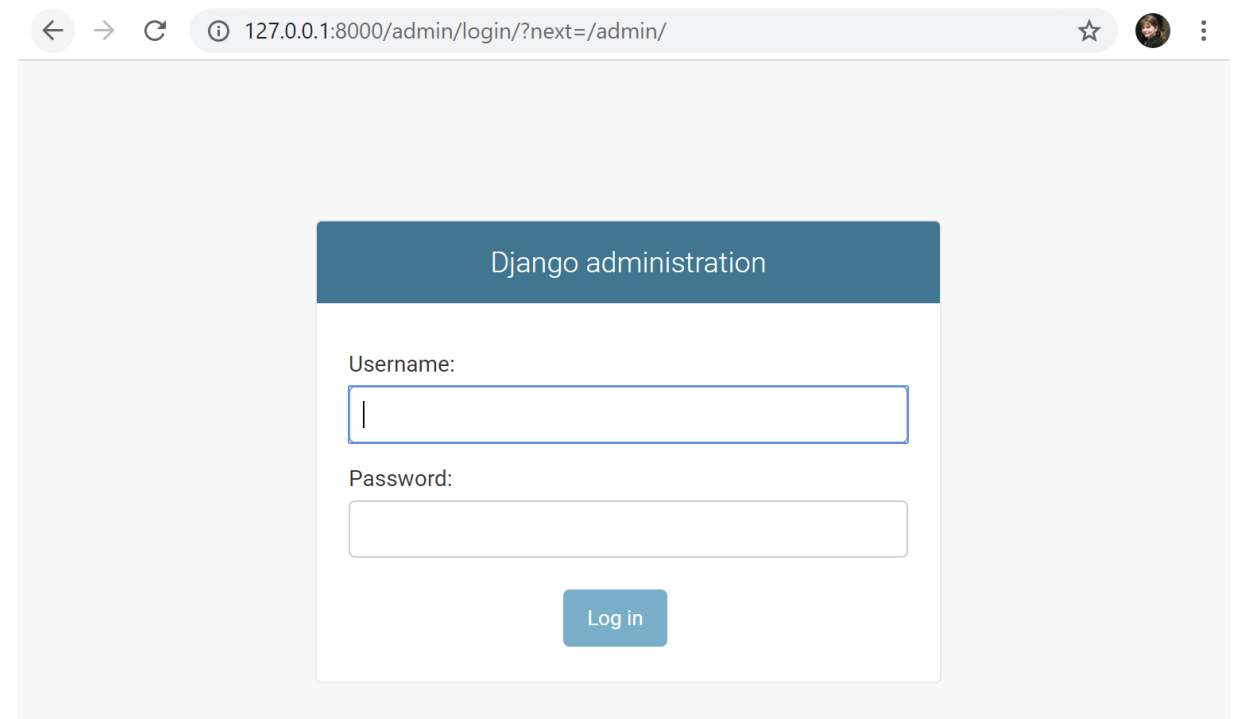 127.0.0.1:8000/admin/login/?next=/admin/
Django administration
Username:
Password:
Log in